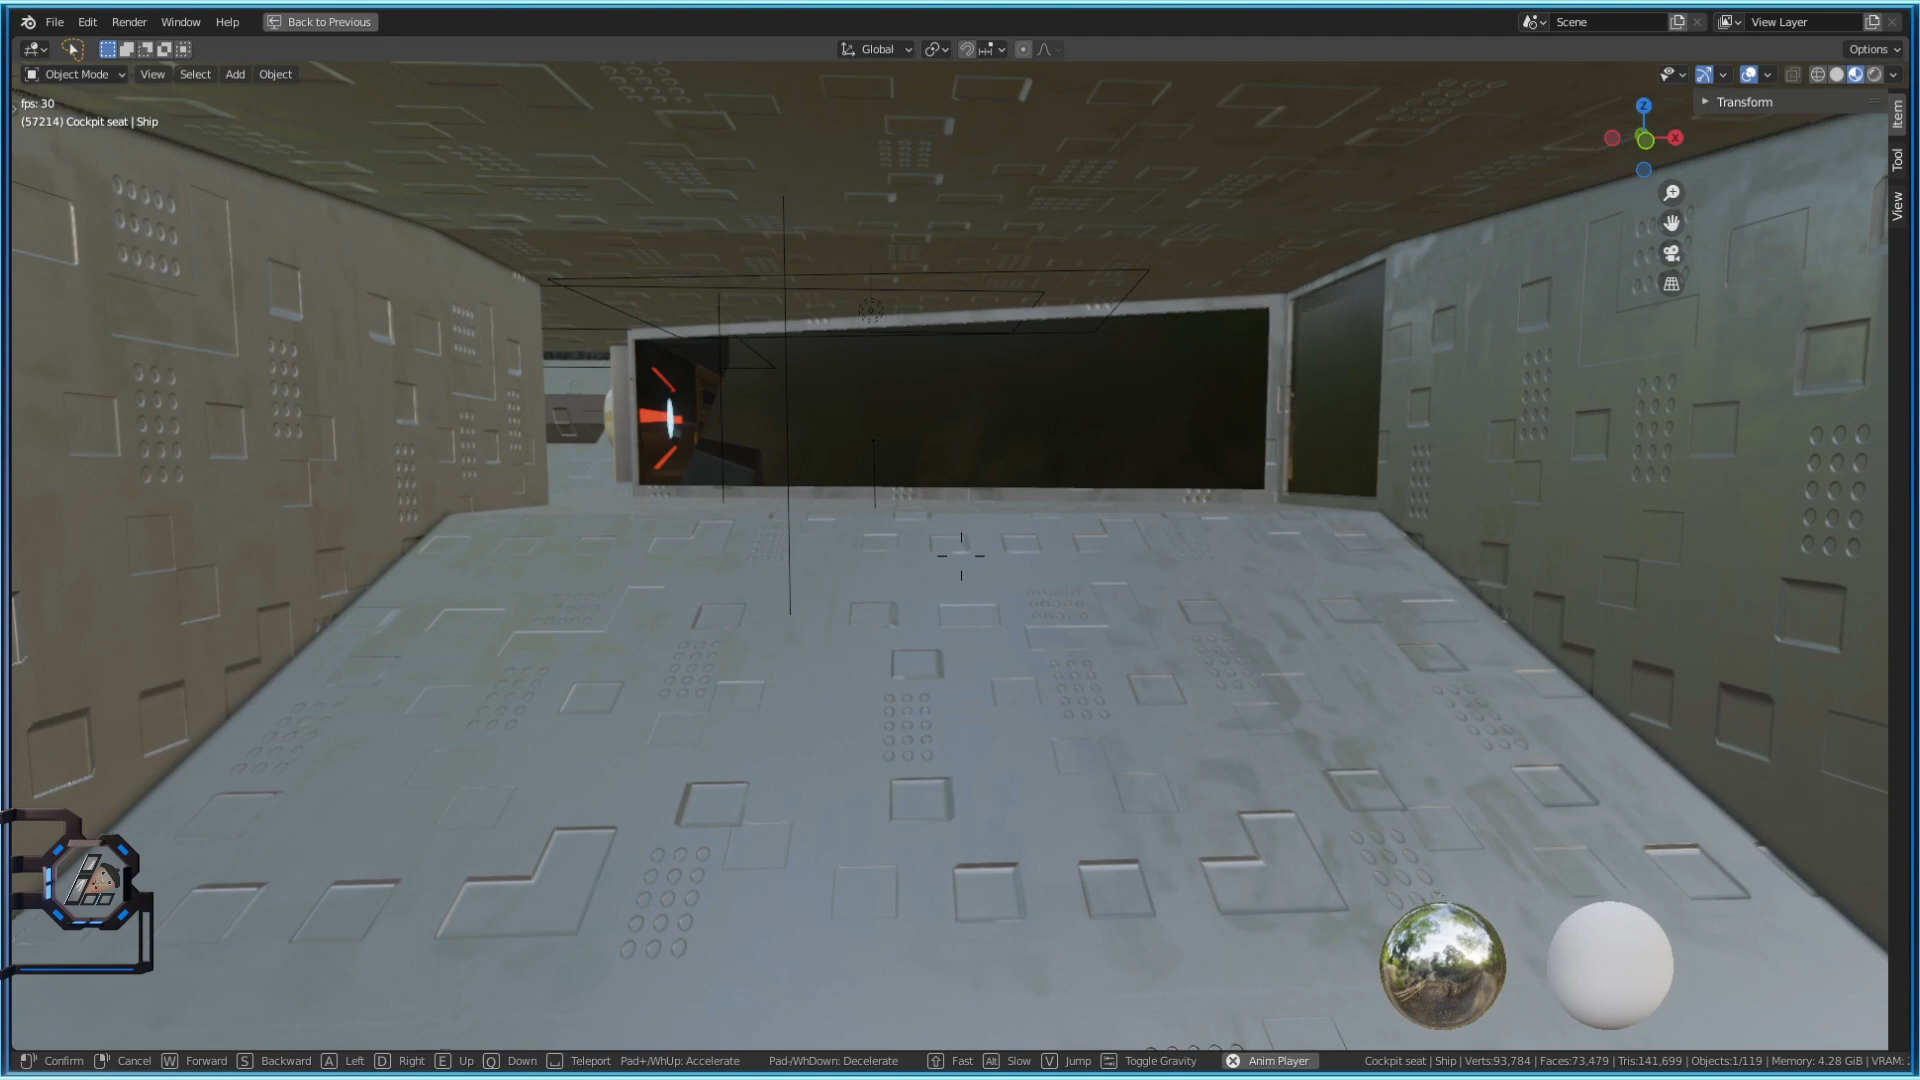 File Edit Render Window Help Back to Previous Scene View Layer
Global Options
Object Mode View Select Add Object
fps: 30
(57214) Cockpit seat | Ship
Z
X
Transform
Item
Tool
View
Confirm Cancel W Forward S Backward A Left D Right E Up Q Down Teleport Pad+/WhUp: Accelerate Pad-/WhDown: Decelerate Fast Alt Slow V Jump Toggle Gravity Anim Player Cockpit seat | Ship | Verts:93,784 | Faces:73,479 | Tris:141,699 | Objects:1/119 | Memory: 4.28 GiB | VRAM: